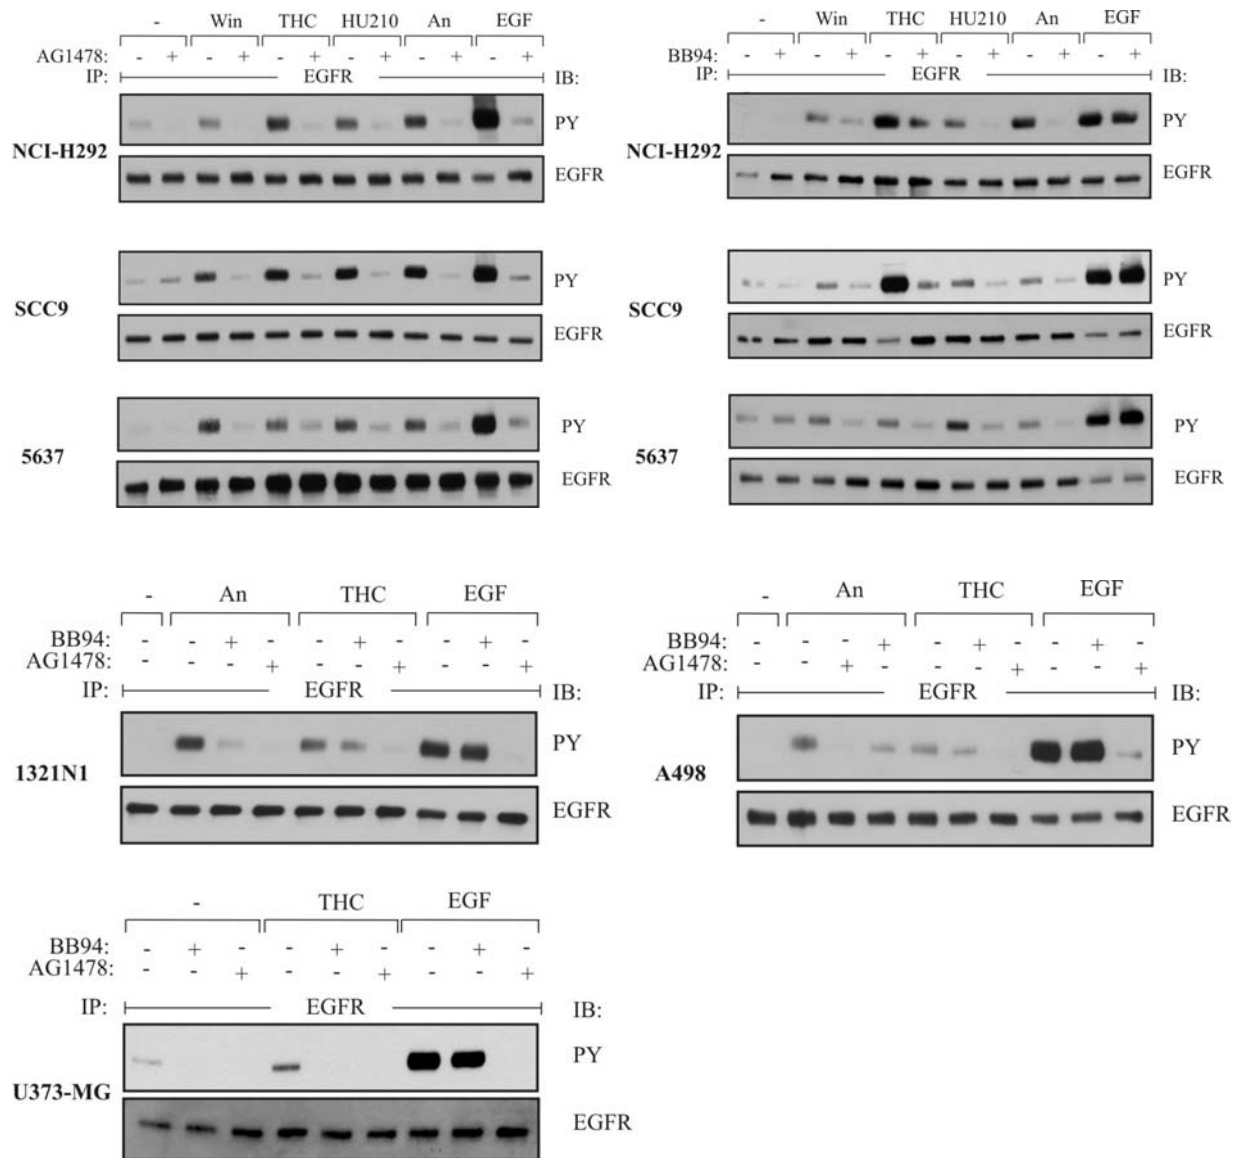 - Win THC HU210 An EGF
AG1478: - + - + - + - + - + - +
IP: EGFR IB:
NCI-H292 PY
EGFR
SCC9 PY
EGFR
5637 PY
EGFR
- Win THC HU210 An EGF
BB94: - + - + - + - + - + - +
IP: EGFR IB:
NCI-H292 PY
EGFR
SCC9 PY
EGFR
5637 PY
EGFR
- An THC EGF
BB94: - - + - - + - - + -
AG1478: - - - + - - + - - +
IP: EGFR IB:
1321N1 PY
EGFR
- An THC EGF
BB94: - - - + - + - - + -
AG1478: - - + - - - + - - +
IP: EGFR IB:
A498 PY
EGFR
- THC EGF
BB94: - + - - + - - + -
AG1478: - - + - - + - - +
IP: EGFR IB:
U373-MG PY
EGFR